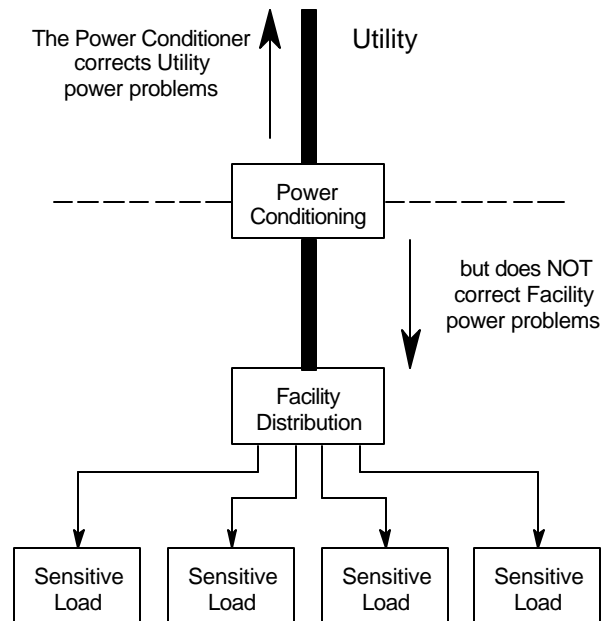 The Power Conditioner
corrects Utility
power problems
Utility
Power
Conditioning
but does NOT
correct Facility
power problems
Facility
Distribution
Sensitive
Load
Sensitive
Load
Sensitive
Load
Sensitive
Load